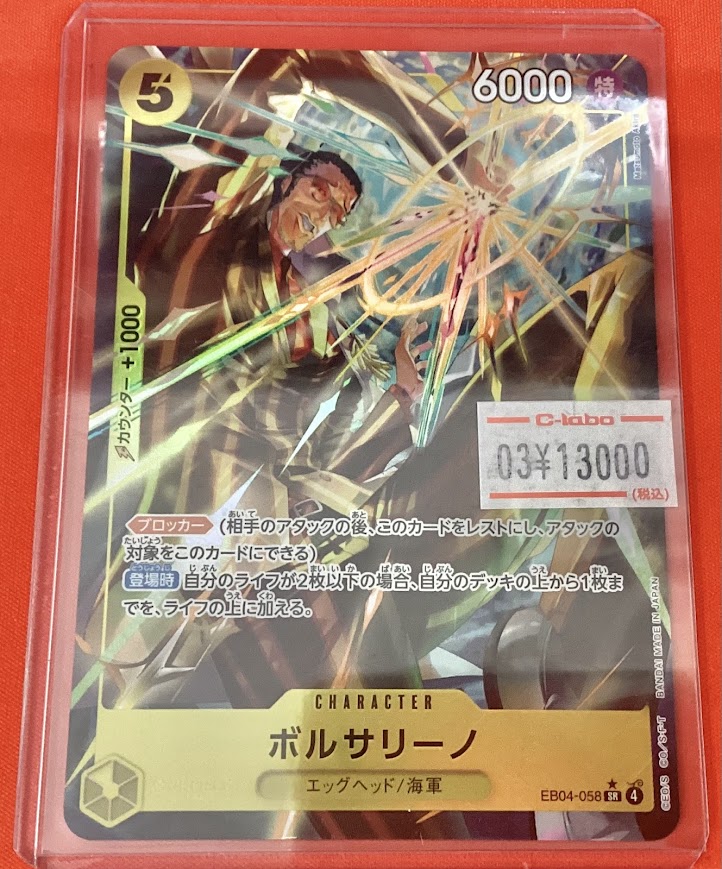 5
6000 特
カウンター +1000
C-labo
03¥13000
(税込)
ブロッカー (相手のアタックの後、このカードをレストにし、アタックの
対象をこのカードにできる)
登場時 自分のライフが2枚以下の場合、自分のデッキの上から1枚ま
でを、ライフの上に加える。
BANDAI MADE IN JAPAN
CHARACTER
ボルサリーノ
エッグヘッド/海軍
EB04-058 SR 4